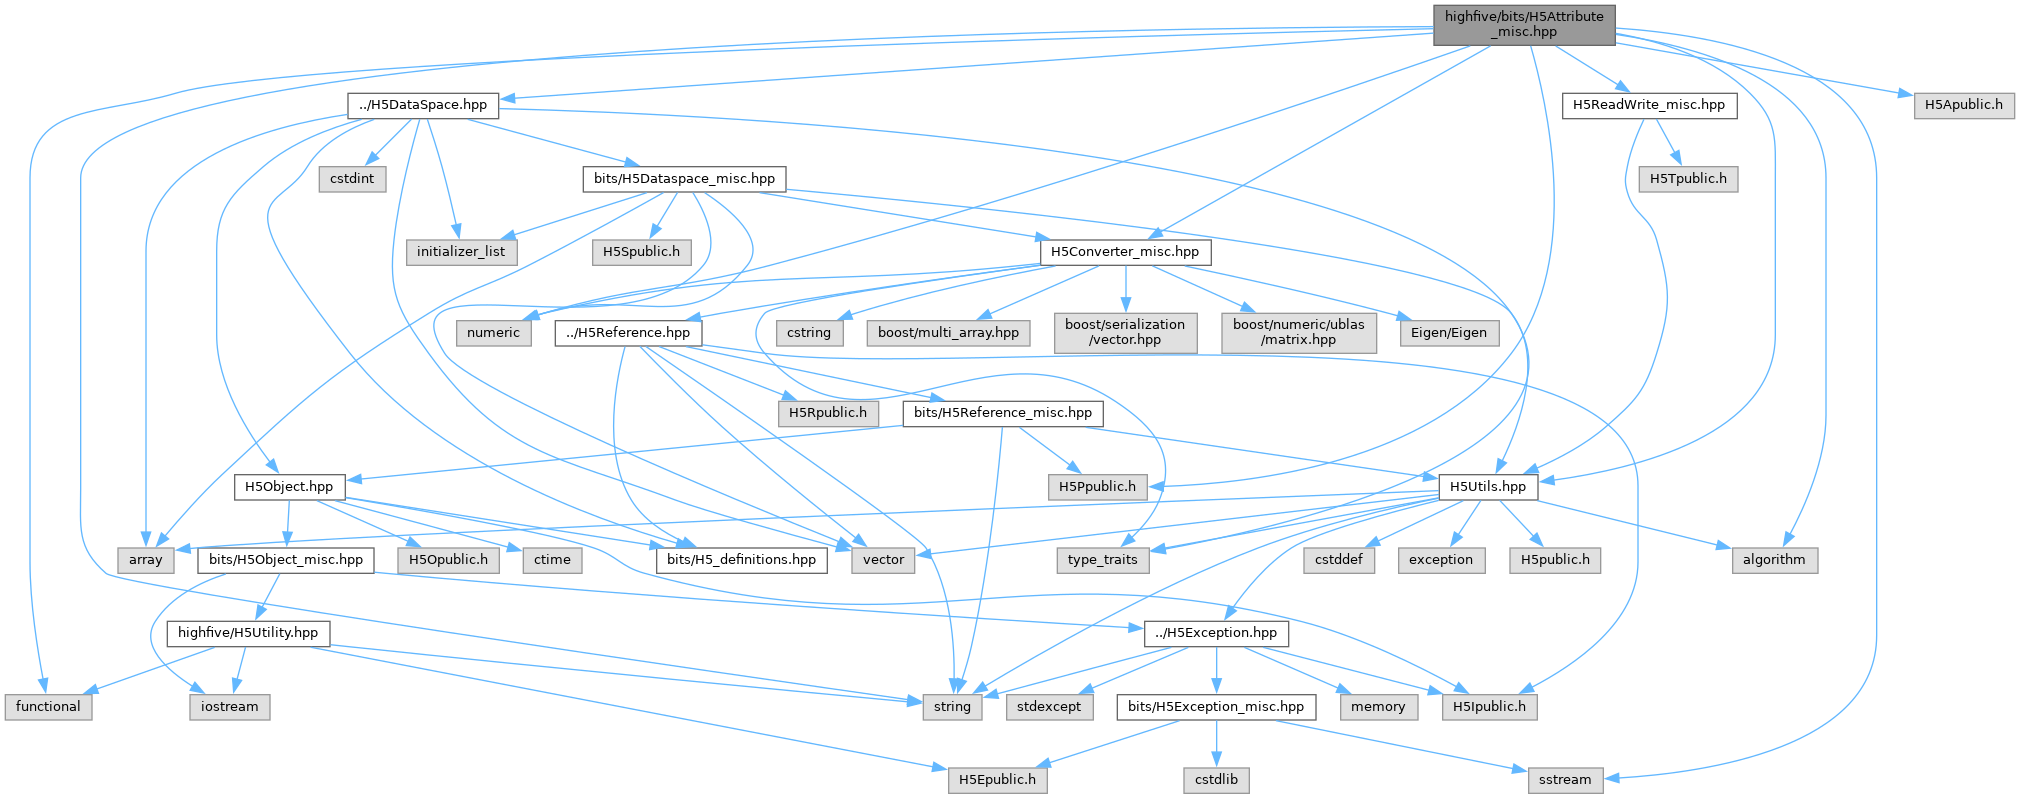 highfive/bits/H5Attribute
_misc.hpp
../H5DataSpace.hpp
H5ReadWrite_misc.hpp
H5Apublic.h
cstdint
bits/H5Dataspace_misc.hpp
H5Tpublic.h
initializer_list
H5Spublic.h
H5Converter_misc.hpp
numeric
../H5Reference.hpp
cstring
boost/multi_array.hpp
boost/serialization
/vector.hpp
boost/numeric/ublas
/matrix.hpp
Eigen/Eigen
H5Rpublic.h
bits/H5Reference_misc.hpp
H5Object.hpp
H5Ppublic.h
H5Utils.hpp
array
bits/H5Object_misc.hpp
H5Opublic.h
ctime
bits/H5_definitions.hpp
vector
type_traits
cstddef
exception
H5public.h
algorithm
highfive/H5Utility.hpp
../H5Exception.hpp
functional
iostream
string
stdexcept
bits/H5Exception_misc.hpp
memory
H5Ipublic.h
H5Epublic.h
cstdlib
sstream